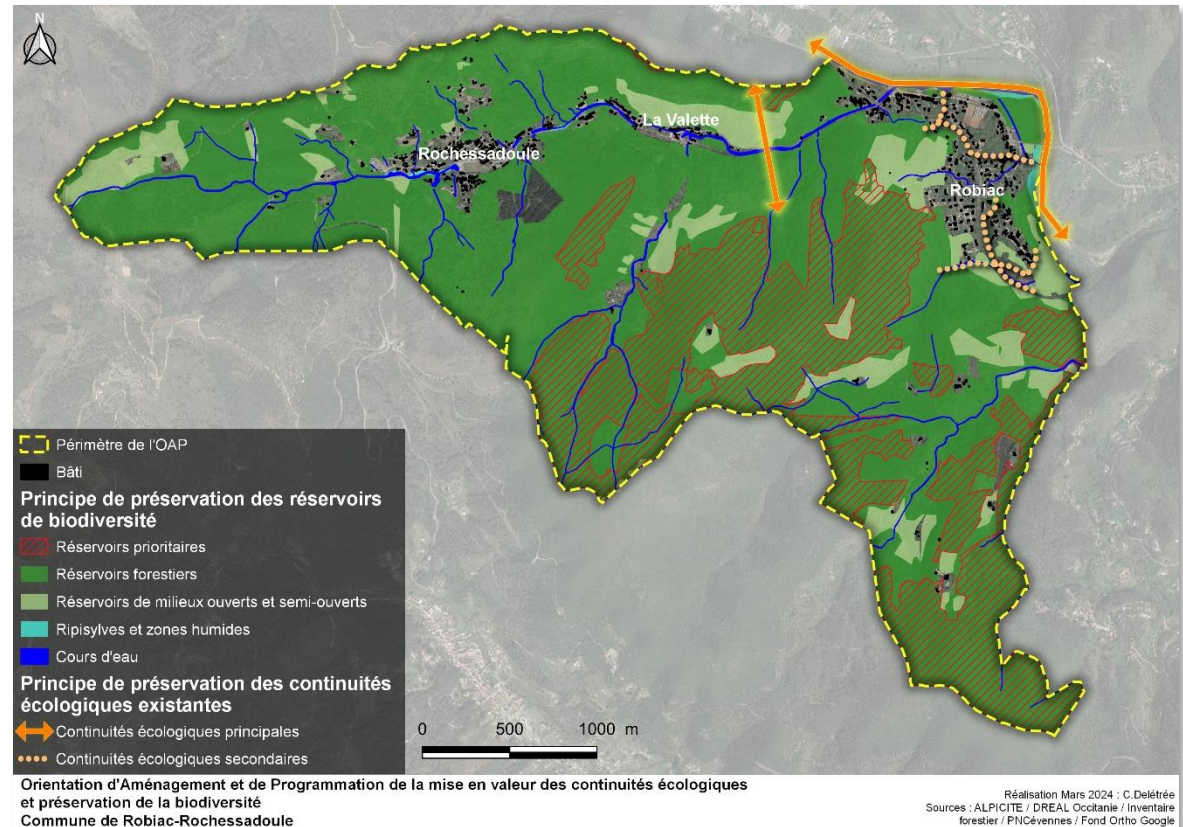 N
La Valette
Rochessadoule
Robiac
Périmètre de l'OAP
Bâti
Principe de préservation des réservoirs
de biodiversité
Réservoirs prioritaires
Réservoirs forestiers
Réservoirs de milieux ouverts et semi-ouverts
Ripisylves et zones humides
Cours d'eau
Principe de préservation des continuités
écologiques existantes
Continuités écologiques principales
Continuités écologiques secondaires
0 500 1000 m
Orientation d'Aménagement et de Programmation de la mise en valeur des continuités écologiques
et préservation de la biodiversité
Commune de Robiac-Rochessadoule
Réalisation Mars 2024 : C.Delétrée
Sources : ALPICITE / DREAL Occitanie / Inventaire
forestier / PNCévennes / Fond Ortho Google